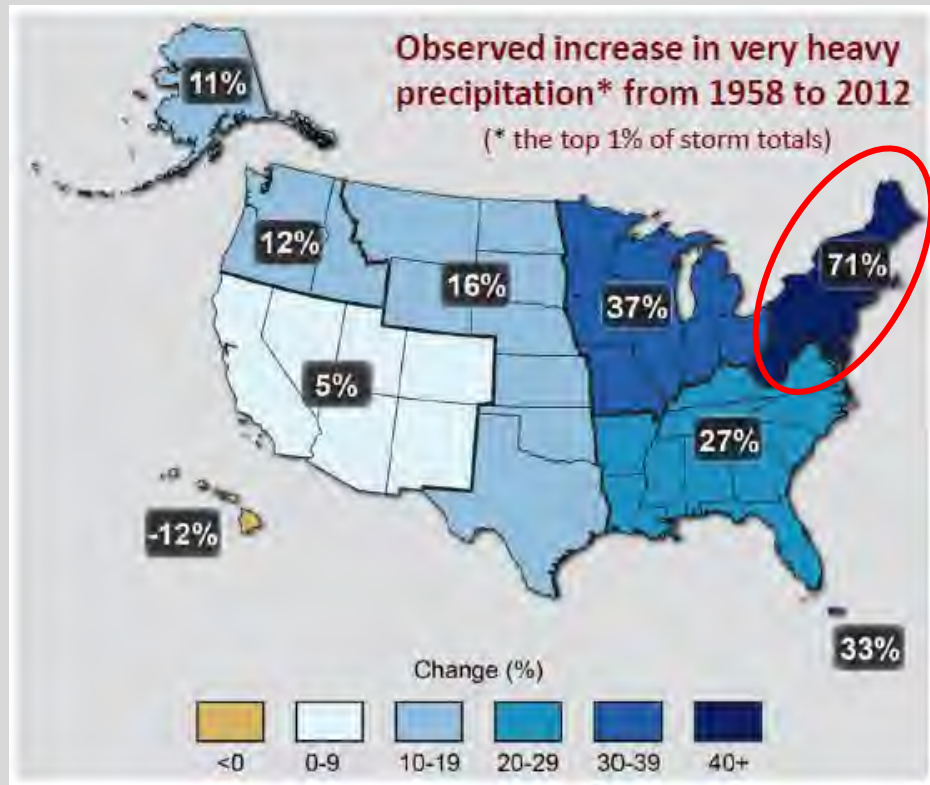 Observed increase in very heavy
precipitation* from 1958 to 2012
(* the top 1% of storm totals)
11%
12%
16%
37%
71%
5%
27%
-12%
33%
Change (%)
<0 0-9 10-19 20-29 30-39 40+